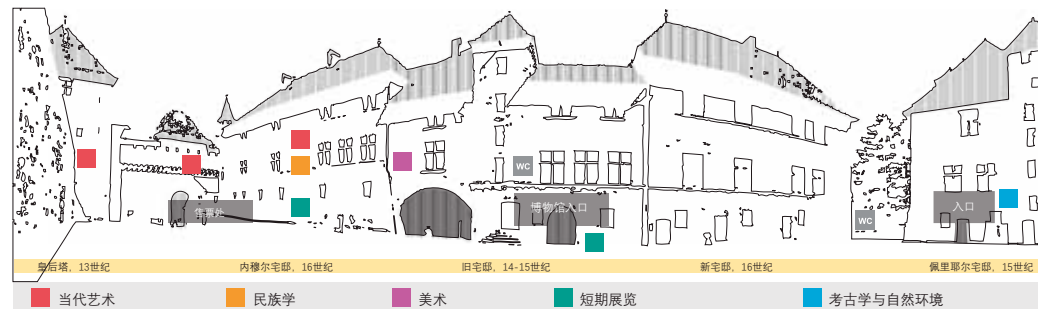 售票处
WC
博物馆入口
WC
入口
皇后塔，13世纪
内穆尔宅邸，16世纪
旧宅邸，14-15世纪
新宅邸，16世纪
佩里耶尔宅邸，15世纪
当代艺术
民族学
美术
短期展览
考古学与自然环境